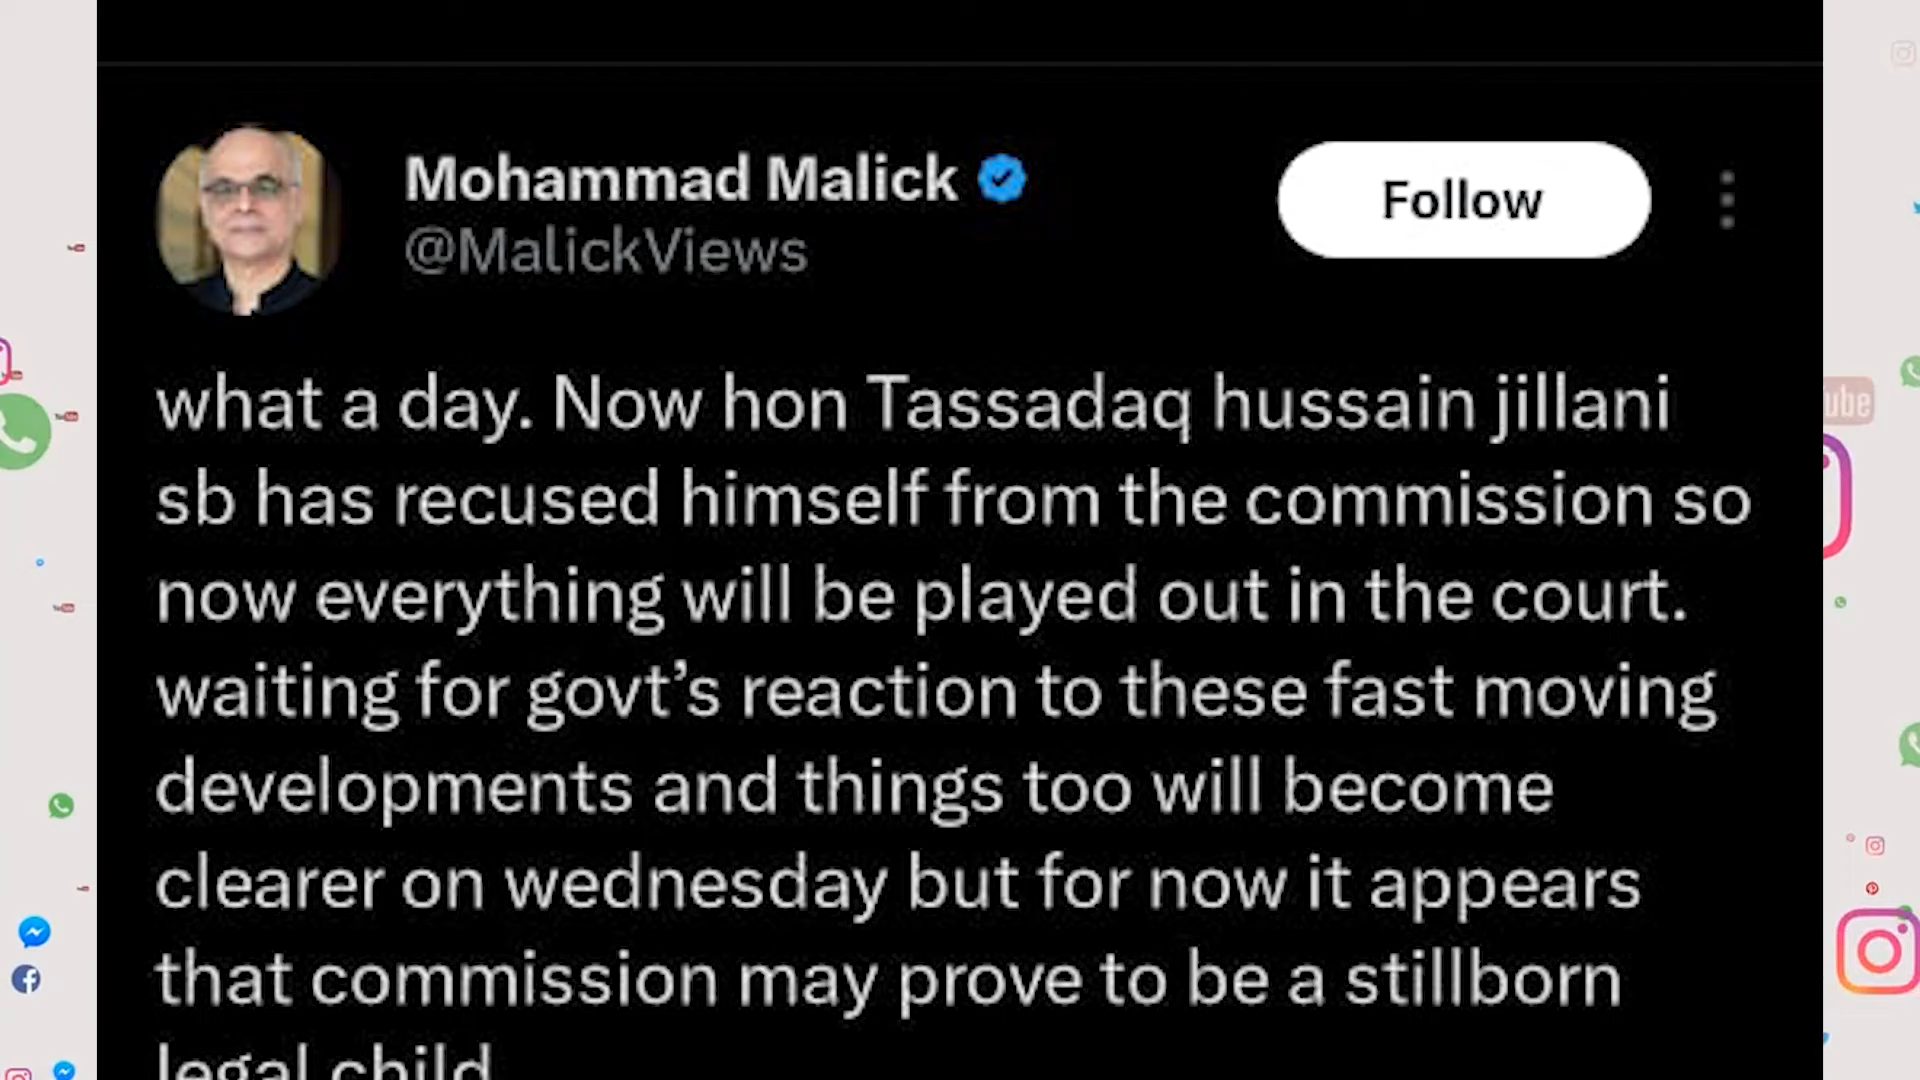 Mohammad Malick
@MalickViews
Follow
what a day. Now hon Tassadaq hussain jillani
sb has recused himself from the commission so
now everything will be played out in the court.
waiting for govt’s reaction to these fast moving
developments and things too will become
clearer on wednesday but for now it appears
that commission may prove to be a stillborn
legal child
ube